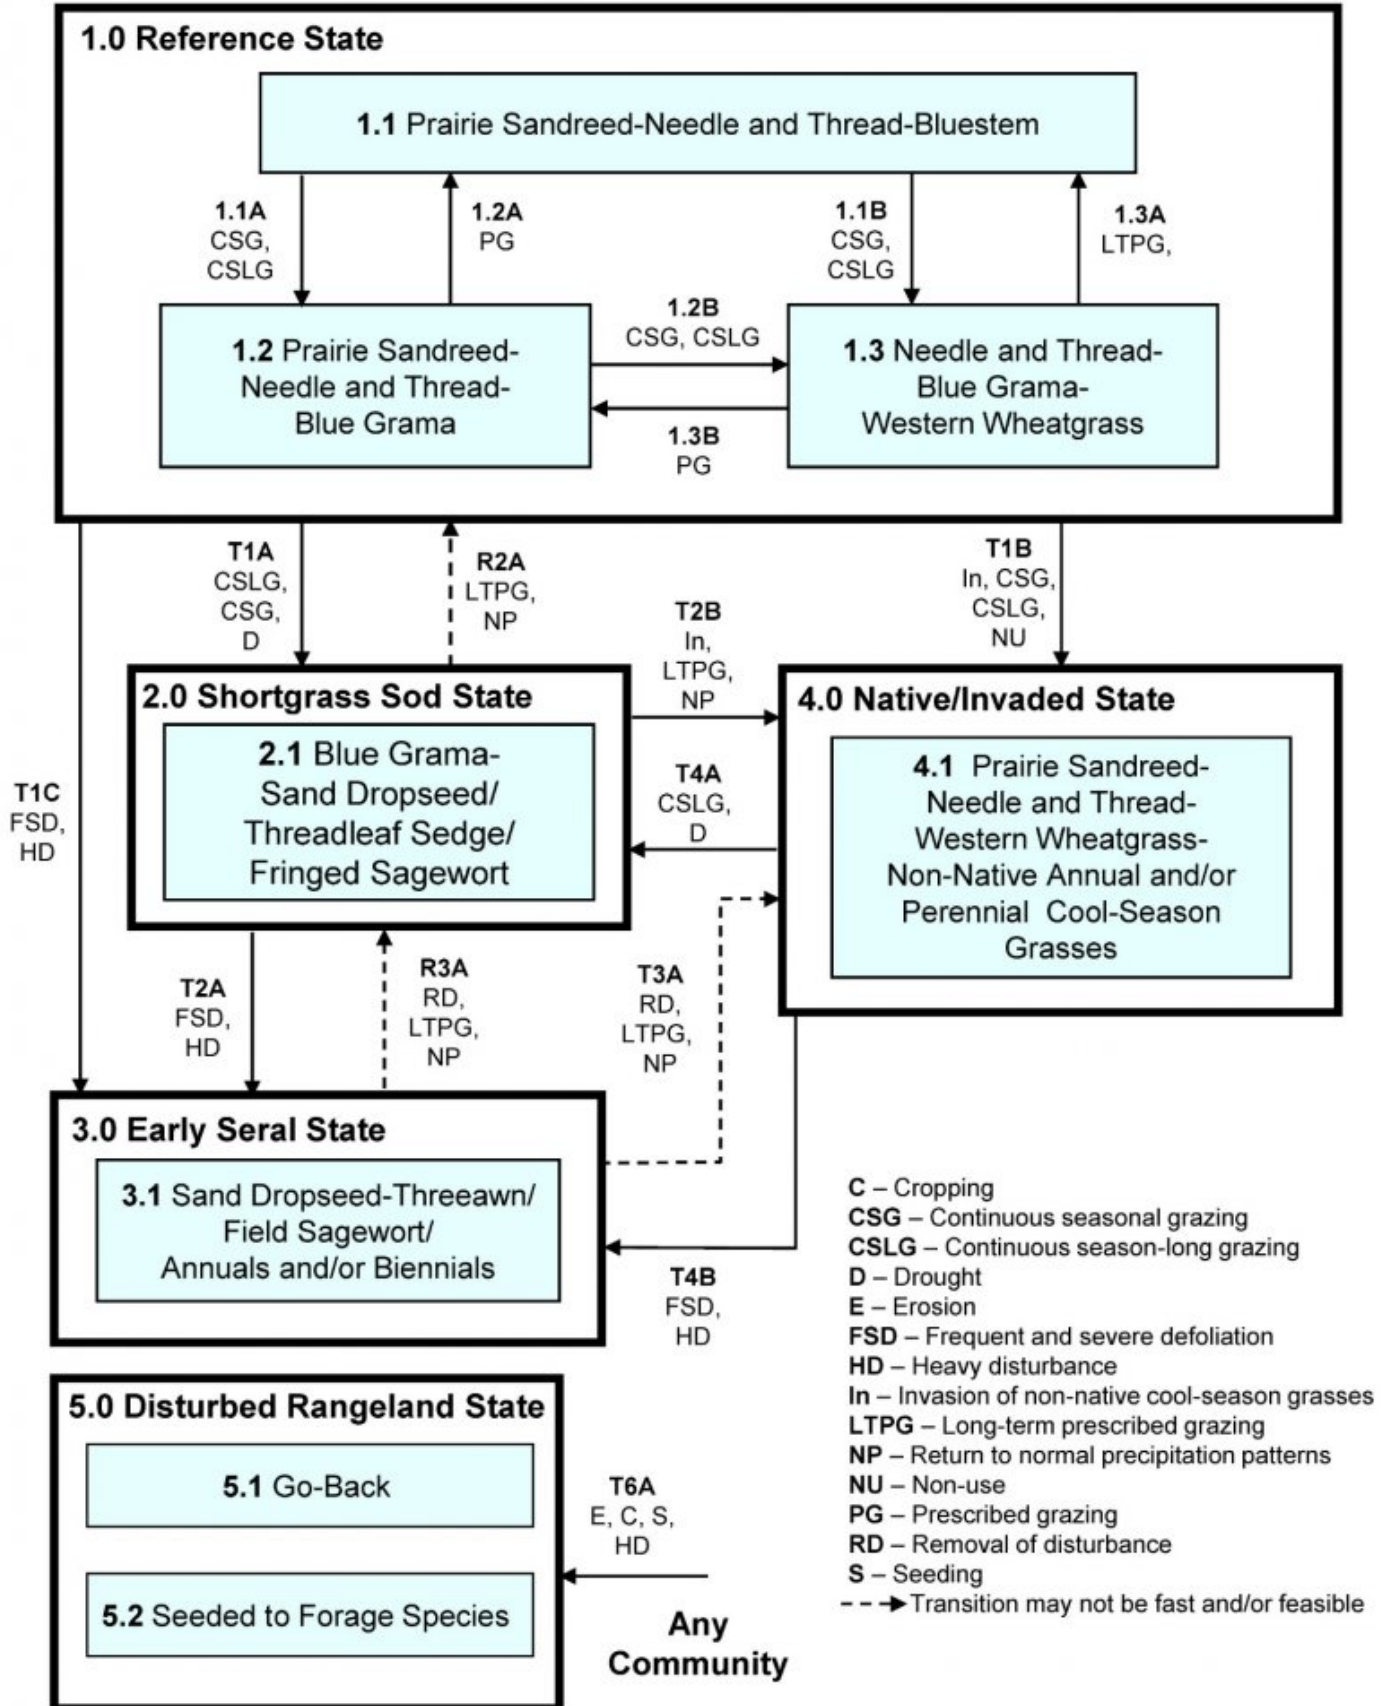 1.0 Reference State
1.1 Prairie Sandreed-Needle and Thread-Bluestem
1.1A
CSG,
CSLG
1.2A
PG
1.1B
CSG,
CSLG
1.3A
LTPG,
1.2 Prairie Sandreed-
Needle and Thread-
Blue Grama
1.2B
CSG, CSLG
1.3B
PG
1.3 Needle and Thread-
Blue Grama-
Western Wheatgrass
T1A
CSLG,
CSG,
D
R2A
LTPG,
NP
T1B
In, CSG,
CSLG,
NU
T2B
In,
LTPG,
NP
T1C
FSD,
HD
2.0 Shortgrass Sod State
2.1 Blue Grama-
Sand Dropseed/
Threadleaf Sedge/
Fringed Sagewort
T4A
CSLG,
D
4.0 Native/Invaded State
4.1 Prairie Sandreed-
Needle and Thread-
Western Wheatgrass-
Non-Native Annual and/or
Perennial Cool-Season
Grasses
T2A
FSD,
HD
R3A
RD,
LTPG,
NP
T3A
RD,
LTPG,
NP
3.0 Early Seral State
3.1 Sand Dropseed-Threeawn/
Field Sagewort/
Annuals and/or Biennials
T4B
FSD,
HD
5.0 Disturbed Rangeland State
5.1 Go-Back
5.2 Seeded to Forage Species
T6A
E, C, S,
HD
Any
Community
C – Cropping
CSG – Continuous seasonal grazing
CSLG – Continuous season-long grazing
D – Drought
E – Erosion
FSD – Frequent and severe defoliation
HD – Heavy disturbance
In – Invasion of non-native cool-season grasses
LTPG – Long-term prescribed grazing
NP – Return to normal precipitation patterns
NU – Non-use
PG – Prescribed grazing
RD – Removal of disturbance
S – Seeding
Transition may not be fast and/or feasible